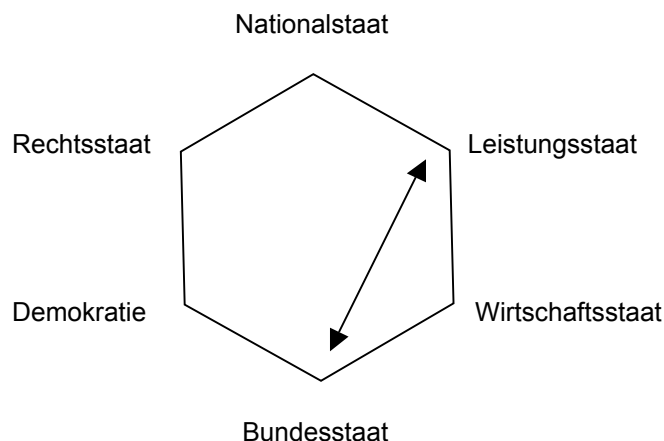 Nationalstaat
Rechtsstaat
Leistungsstaat
Demokratie
Wirtschaftsstaat
Bundesstaat